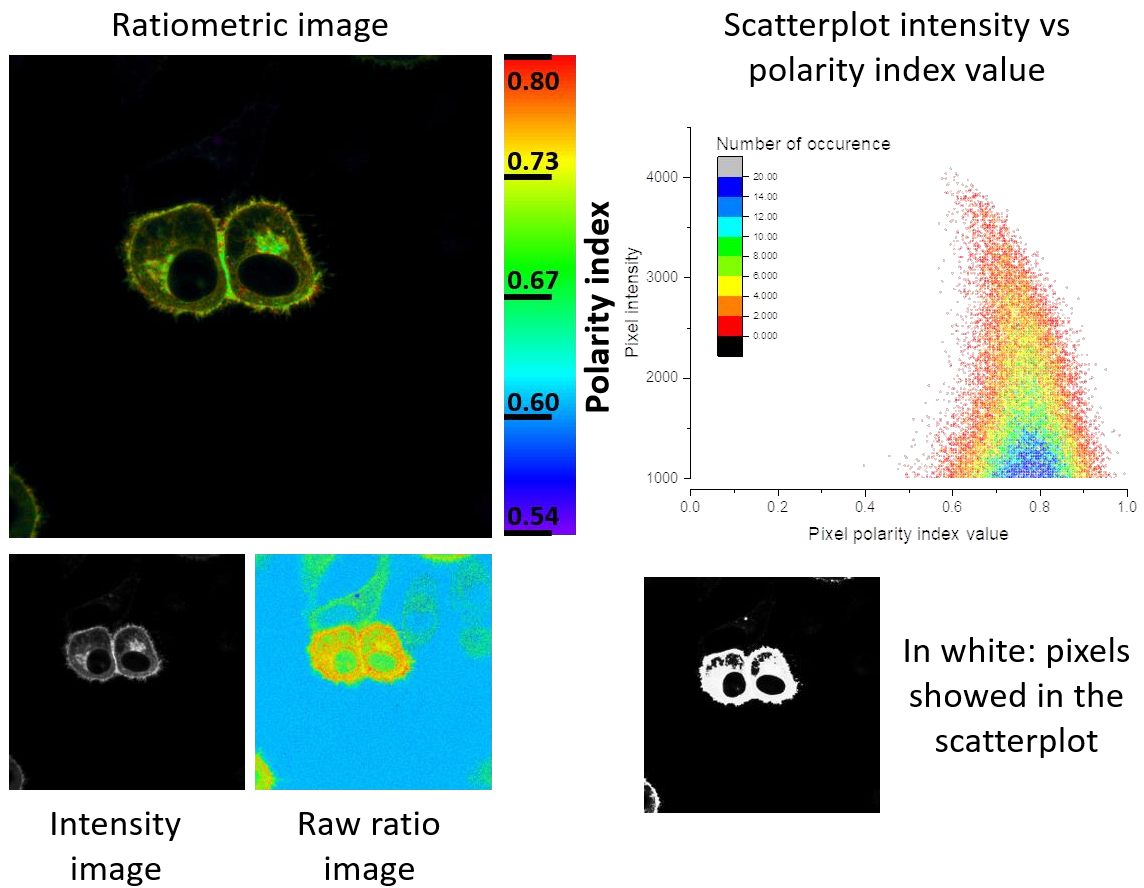 Ratiometric image
0.80
0.73
0.67
0.60
0.54
Polarity index
Scatterplot intensity vs
polarity index value
Number of occurence
20.00
14.00
12.00
10.00
8.000
6.000
4.000
2.000
0.000
Pixel intensity
4000
3000
2000
1000
0.0
0.2
0.4
0.6
0.8
1.0
Pixel polarity index value
Intensity
image
Raw ratio
image
In white: pixels
showed in the
scatterplot